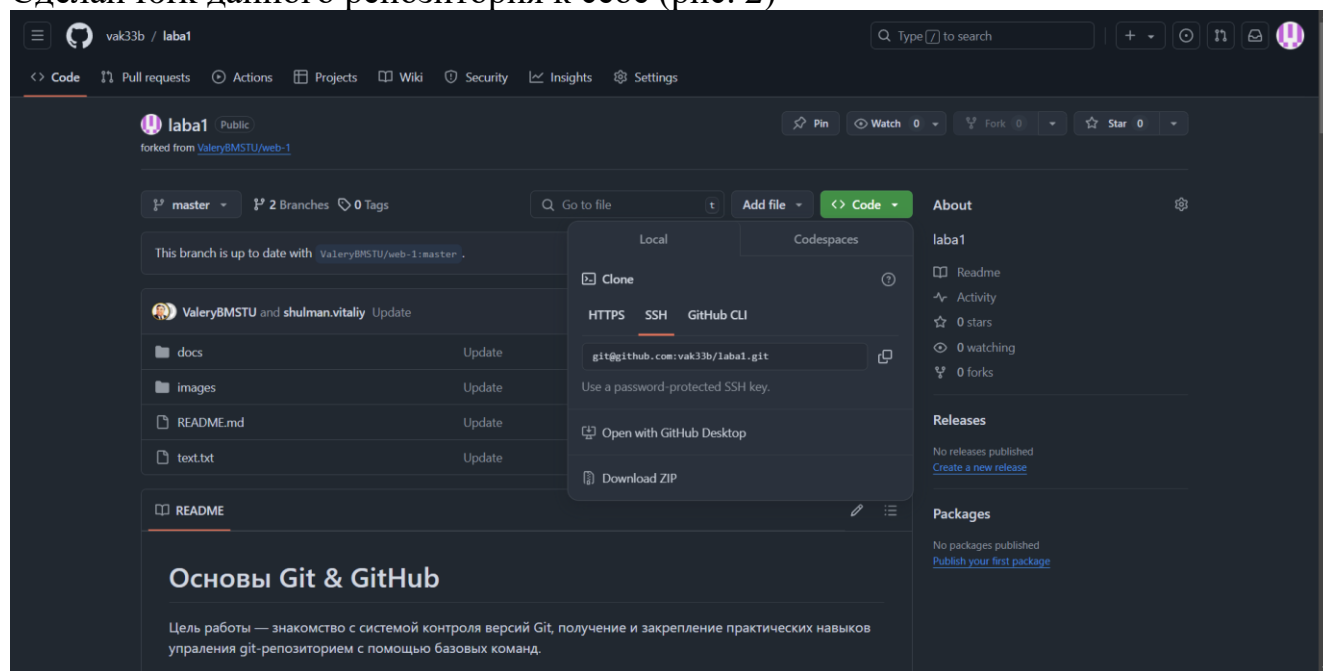 Сделал fork данного репозитория к себе (рис. 2)
vak33b / laba1
Type / to search
Code Pull requests Actions Projects Wiki Security Insights Settings
laba1 Public
Pin Watch 0 Fork 0 Star 0
forked from ValeryBMSTU/web-1
master 2 Branches 0 Tags
Go to file t Add file Code
About
Local Codespaces
laba1
This branch is up to date with ValeryBMSTU/web-1:master .
Clone
Readme
HTTPS SSH GitHub CLI
Activity
ValeryBMSTU and shulman.vitaliy Update
0 stars
docs Update
git@github.com:vak33b/laba1.git
0 watching
images Update
Use a password-protected SSH key.
0 forks
README.md Update
Open with GitHub Desktop
Releases
text.txt Update
No releases published
Create a new release
Download ZIP
README
Packages
No packages published
Publish your first package
Основы Git & GitHub
Цель работы — знакомство с системой контроля версий Git, получение и закрепление практических навыков
упраления git-репозиторием с помощью базовых команд.